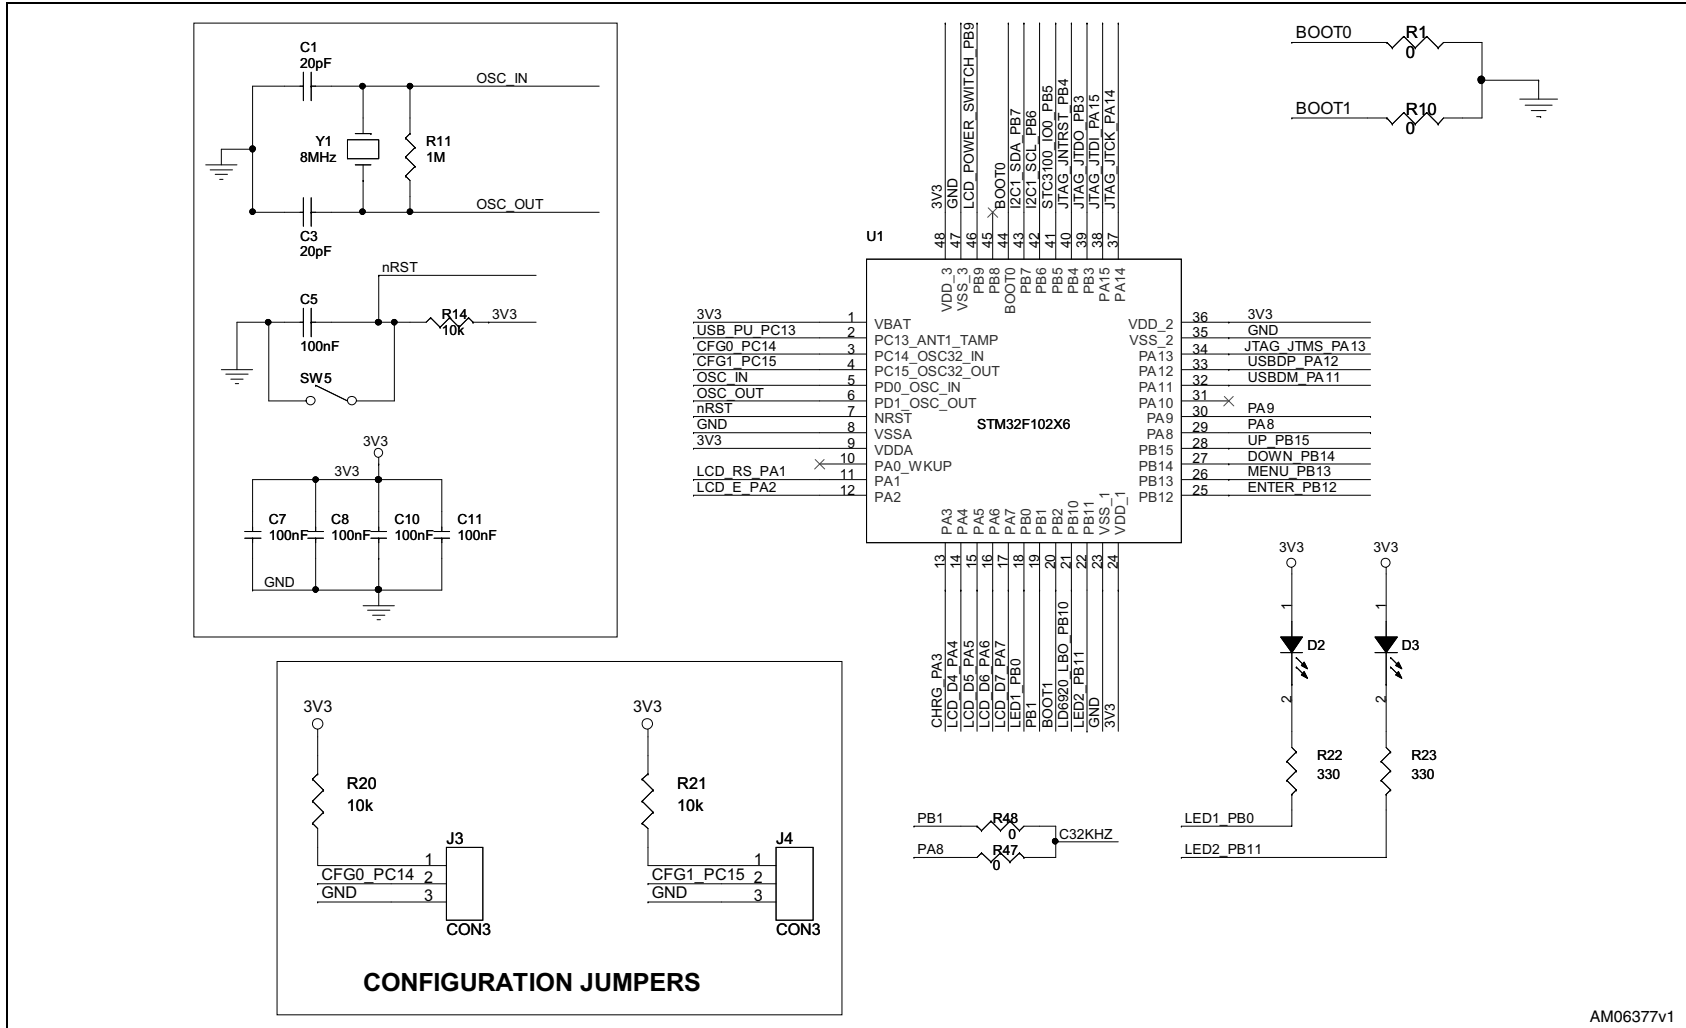 C1
20pF
OSC_IN
Y1
8MHz
R11
1M
OSC_OUT
C3
20pF
nRST
C5
100nF
R14
10k
3V3
SW5
3V3
3V3
C7
100nF
C8
100nF
C10
100nF
C11
100nF
GND
3V3
GND
LCD_POWER_SWITCH_PB9
BOOT0
I2C1_SDA_PB7
I2C1_SCL_PB6
STC3100_IO0_PB5
JTAG_JNTRST_PB4
JTAG_JTDO_PB3
JTAG_JTDI_PA15
JTAG_JTCK_PA14
U1
48 47 46 45 44 43 42 41 40 39 38 37
VDD_3
VSS_3
PB9
PB8
BOOT0
PB7
PB6
PB5
PB4
PB3
PA15
PA14
3V3 1 VBAT
USB_PU_PC13 2 PC13_ANT1_TAMP
CFG0_PC14 3 PC14_OSC32_IN
CFG1_PC15 4 PC15_OSC32_OUT
OSC_IN 5 PD0_OSC_IN
OSC_OUT 6 PD1_OSC_OUT
nRST 7 NRST
GND 8 VSSA
3V3 9 VDDA
10 PA0_WKUP
LCD_RS_PA1 11 PA1
LCD_E_PA2 12 PA2
STM32F102X6
VDD_2 36 3V3
VSS_2 35 GND
PA13 34 JTAG_JTMS_PA13
PA12 33 USBDP_PA12
PA11 32 USBDM_PA11
PA10 31
PA9 30 PA9
PA8 29 PA8
PB15 28 UP_PB15
PB14 27 DOWN_PB14
PB13 26 MENU_PB13
PB12 25 ENTER_PB12
PA3
PA4
PA5
PA6
PA7
PB0
PB1
PB2
PB10
PB11
VSS_1
VDD_1
13 14 15 16 17 18 19 20 21 22 23 24
CHRG_PA3
LCD_D4_PA4
LCD_D5_PA5
LCD_D6_PA6
LCD_D7_PA7
LED1_PB0
PB1
BOOT1
LD6920_LBO_PB10
LED2_PB11
GND
3V3
BOOT0
R1
0
BOOT1
R10
0
3V3
1
D2
2
R22
330
LED1_PB0
3V3
1
D3
2
R23
330
LED2_PB11
PB1
R48
0
PA8
R47
0
C32KHZ
3V3
R20
10k
J3
1
CFG0_PC14 2
GND 3
CON3
3V3
R21
10k
J4
1
CFG1_PC15 2
GND 3
CON3
CONFIGURATION JUMPERS
AM06377v1